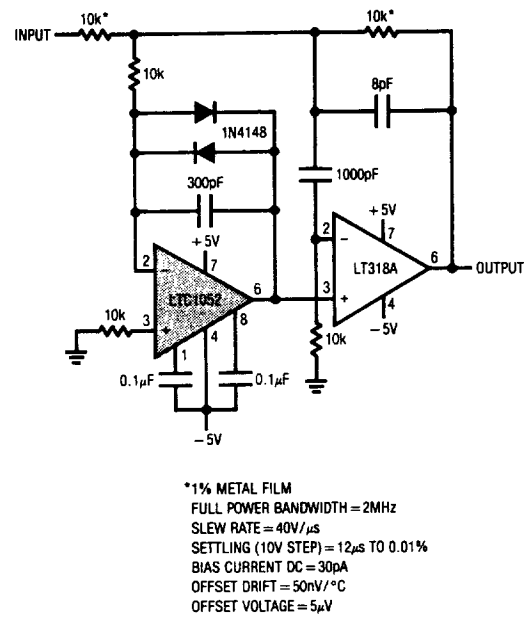 10k*
INPUT
10k*
10k
8pF
1N4148
300pF
1000pF
+5V
+5V
2
7
2
7
LTC1052
6
LT318A
6
OUTPUT
10k
3
8
3
4
1
4
-5V
10k
0.1µF
0.1µF
-5V
*1% METAL FILM
FULL POWER BANDWIDTH = 2MHz
SLEW RATE = 40V/µs
SETTLING (10V STEP) = 12µs TO 0.01%
BIAS CURRENT DC = 30pA
OFFSET DRIFT = 50nV/°C
OFFSET VOLTAGE = 5µV